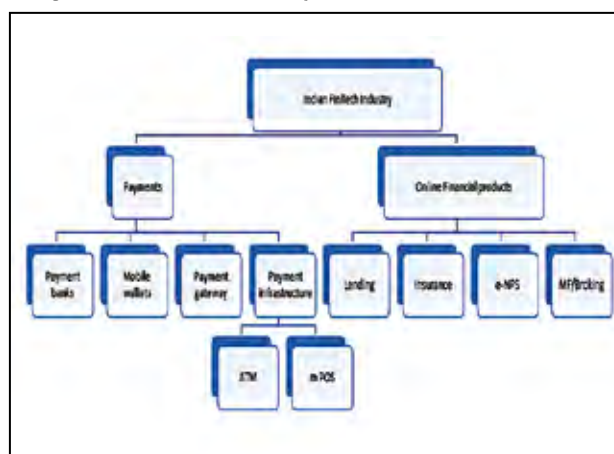 Indian FinTech Industry
Payments
Online Financial products
Payment
banks
Mobile
wallets
Payment
gateway
Payment
infrastructure
Lending
Insurance
e-NPS
MF/Broking
ATM
m POS